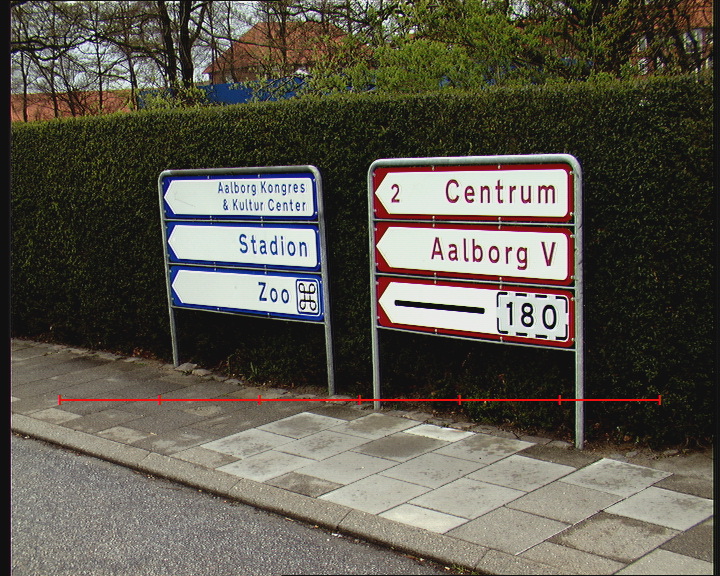 Aalborg Kongres
& Kultur Center
Stadion
Zoo
2 Centrum
Aalborg V
180